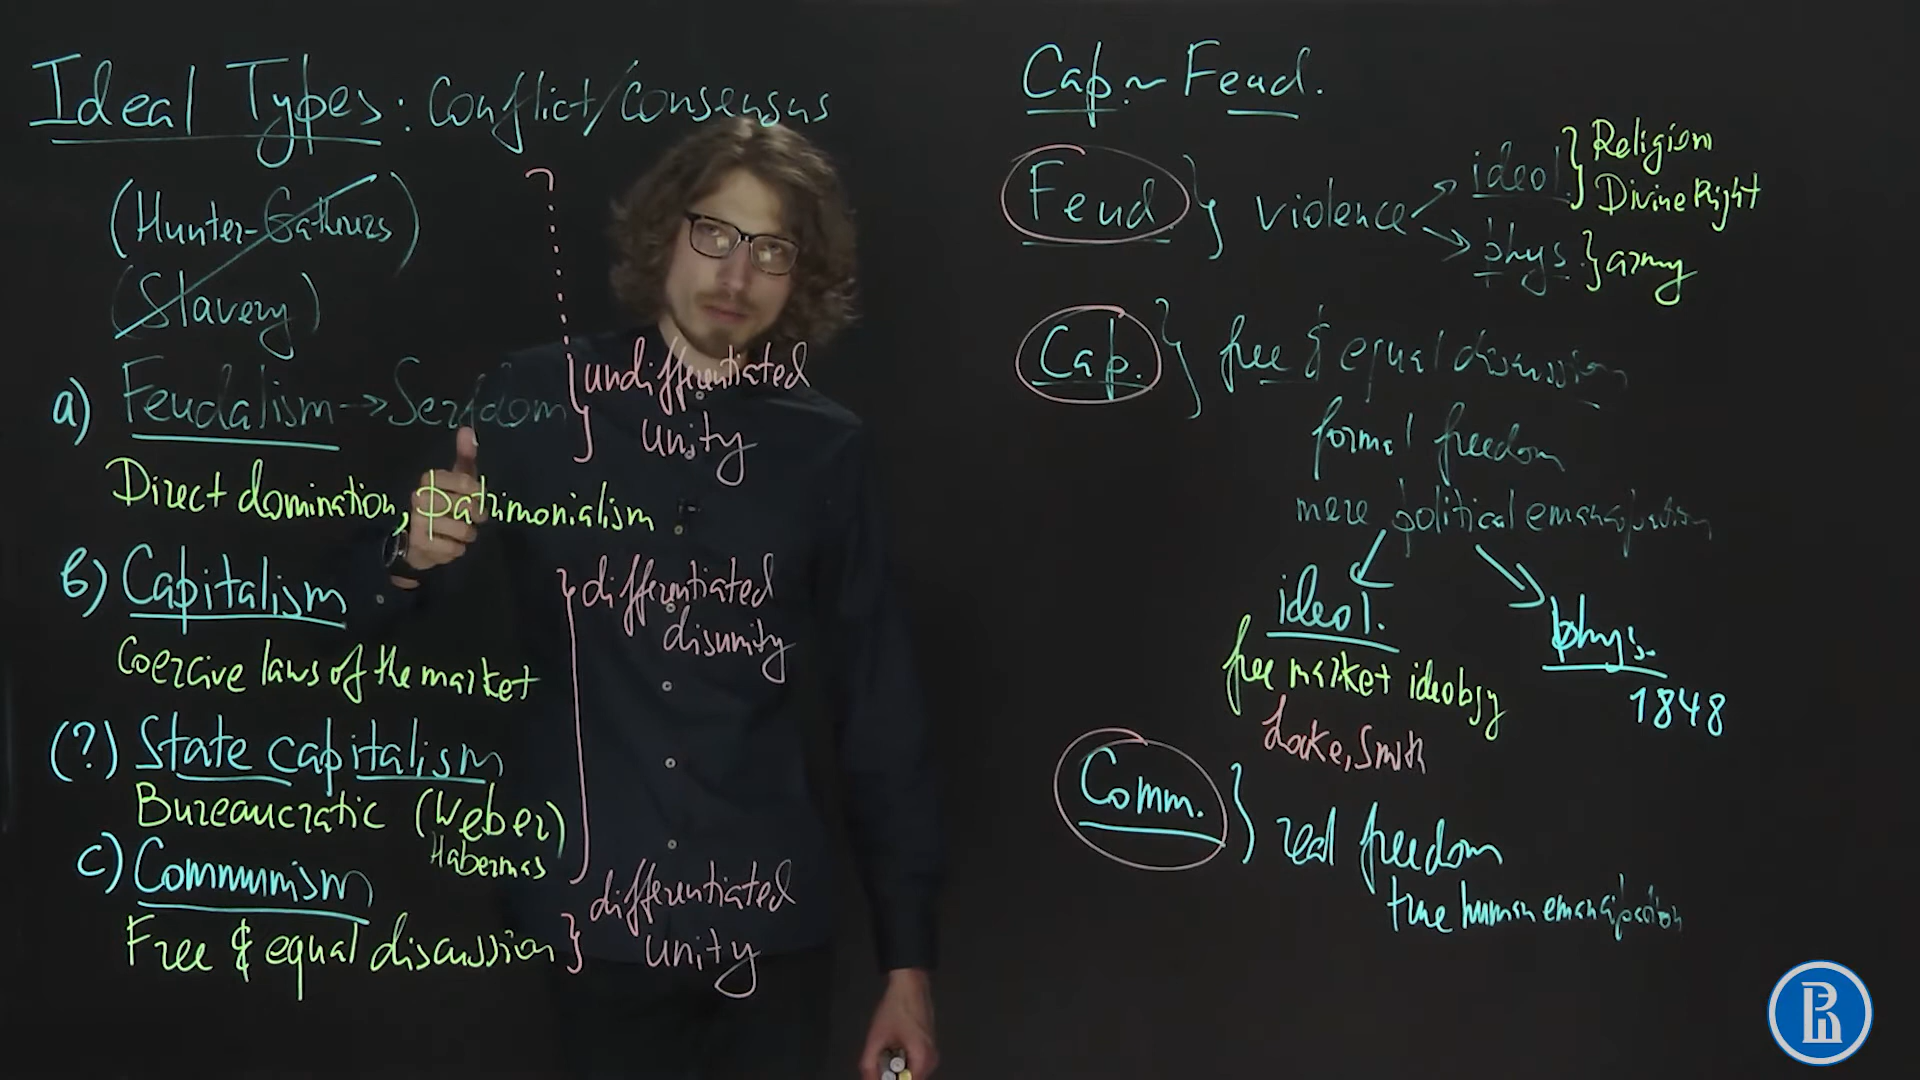 Ideal Types: Conflict/consensus
(Hunter-Gatherers)
(Slavery)
a) Feudalism → Serfdom
undifferentiated
unity
Direct domination, patrimonialism
b) Capitalism
differentiated
disunity
Coercive laws of the market
(?) State capitalism
Bureaucratic (Weber)
Habermas
c) Communism
differentiated
unity
Free & equal discussion
Cap. ~ Feud.
Feud } violence
ideol } Religion
Divine Right
phys. } army
Cap. } free & equal discussion
formal freedom
mere political emancipation
ideol. phys.
free market ideology 1848
Locke, Smith
Comm. } real freedom
true human emancipation